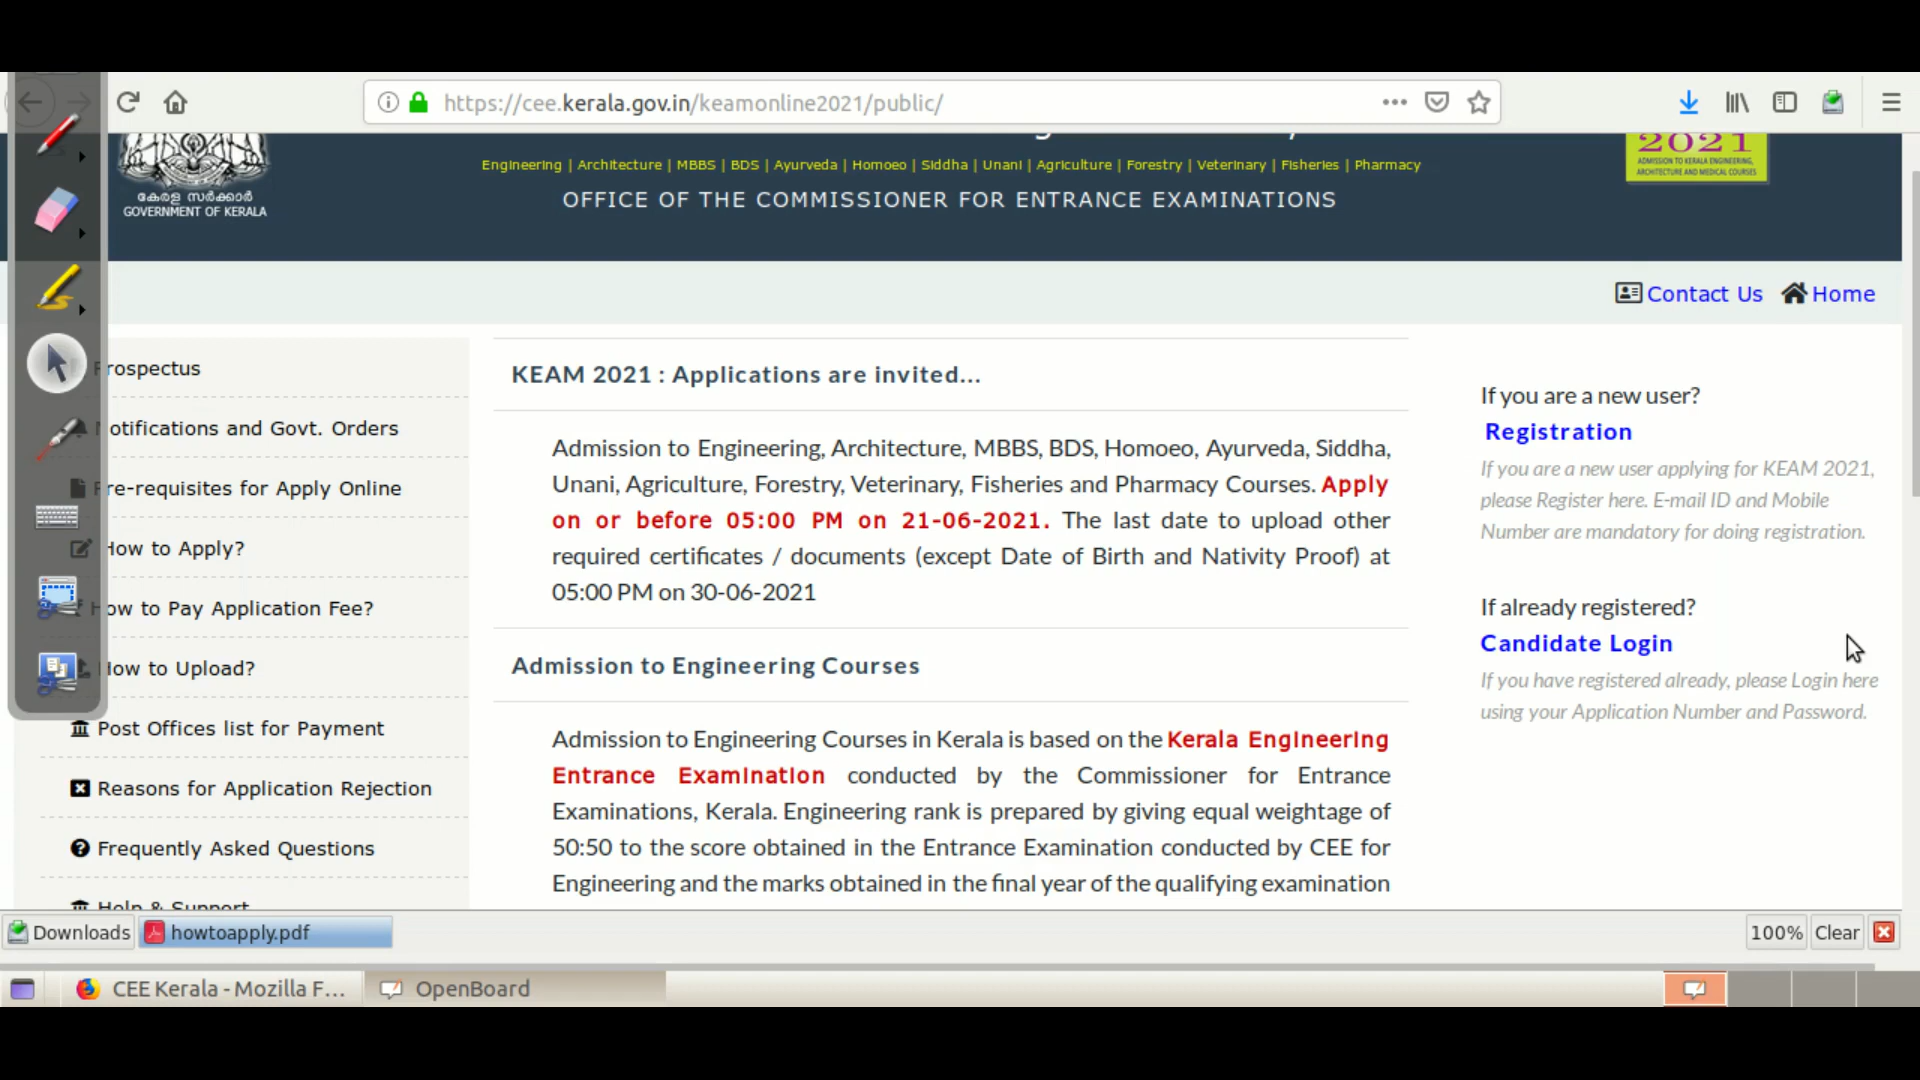 https://cee.kerala.gov.in/keamonline2021/public/
2021
ADMISSION TO KERALA ENGINEERING,
ARCHITECTURE AND MEDICAL COURSES
Engineering | Architecture | MBBS | BDS | Ayurveda | Homoeo | Siddha | Unani | Agriculture | Forestry | Veterinary | Fisheries | Pharmacy
കേരള സർക്കാർ
GOVERNMENT OF KERALA
OFFICE OF THE COMMISSIONER FOR ENTRANCE EXAMINATIONS
Contact Us Home
rospectus
otifications and Govt. Orders
re-requisites for Apply Online
How to Apply?
ow to Pay Application Fee?
How to Upload?
Post Offices list for Payment
Reasons for Application Rejection
Frequently Asked Questions
Help & Support
KEAM 2021 : Applications are invited...
Admission to Engineering, Architecture, MBBS, BDS, Homoeo, Ayurveda, Siddha,
Unani, Agriculture, Forestry, Veterinary, Fisheries and Pharmacy Courses. Apply
on or before 05:00 PM on 21-06-2021. The last date to upload other
required certificates / documents (except Date of Birth and Nativity Proof) at
05:00 PM on 30-06-2021
Admission to Engineering Courses
Admission to Engineering Courses in Kerala is based on the Kerala Engineering
Entrance Examination conducted by the Commissioner for Entrance
Examinations, Kerala. Engineering rank is prepared by giving equal weightage of
50:50 to the score obtained in the Entrance Examination conducted by CEE for
Engineering and the marks obtained in the final year of the qualifying examination
If you are a new user?
Registration
If you are a new user applying for KEAM 2021,
please Register here. E-mail ID and Mobile
Number are mandatory for doing registration.
If already registered?
Candidate Login
If you have registered already, please Login here
using your Application Number and Password.
Downloads howtoapply.pdf 100% Clear
CEE Kerala - Mozilla F... OpenBoard